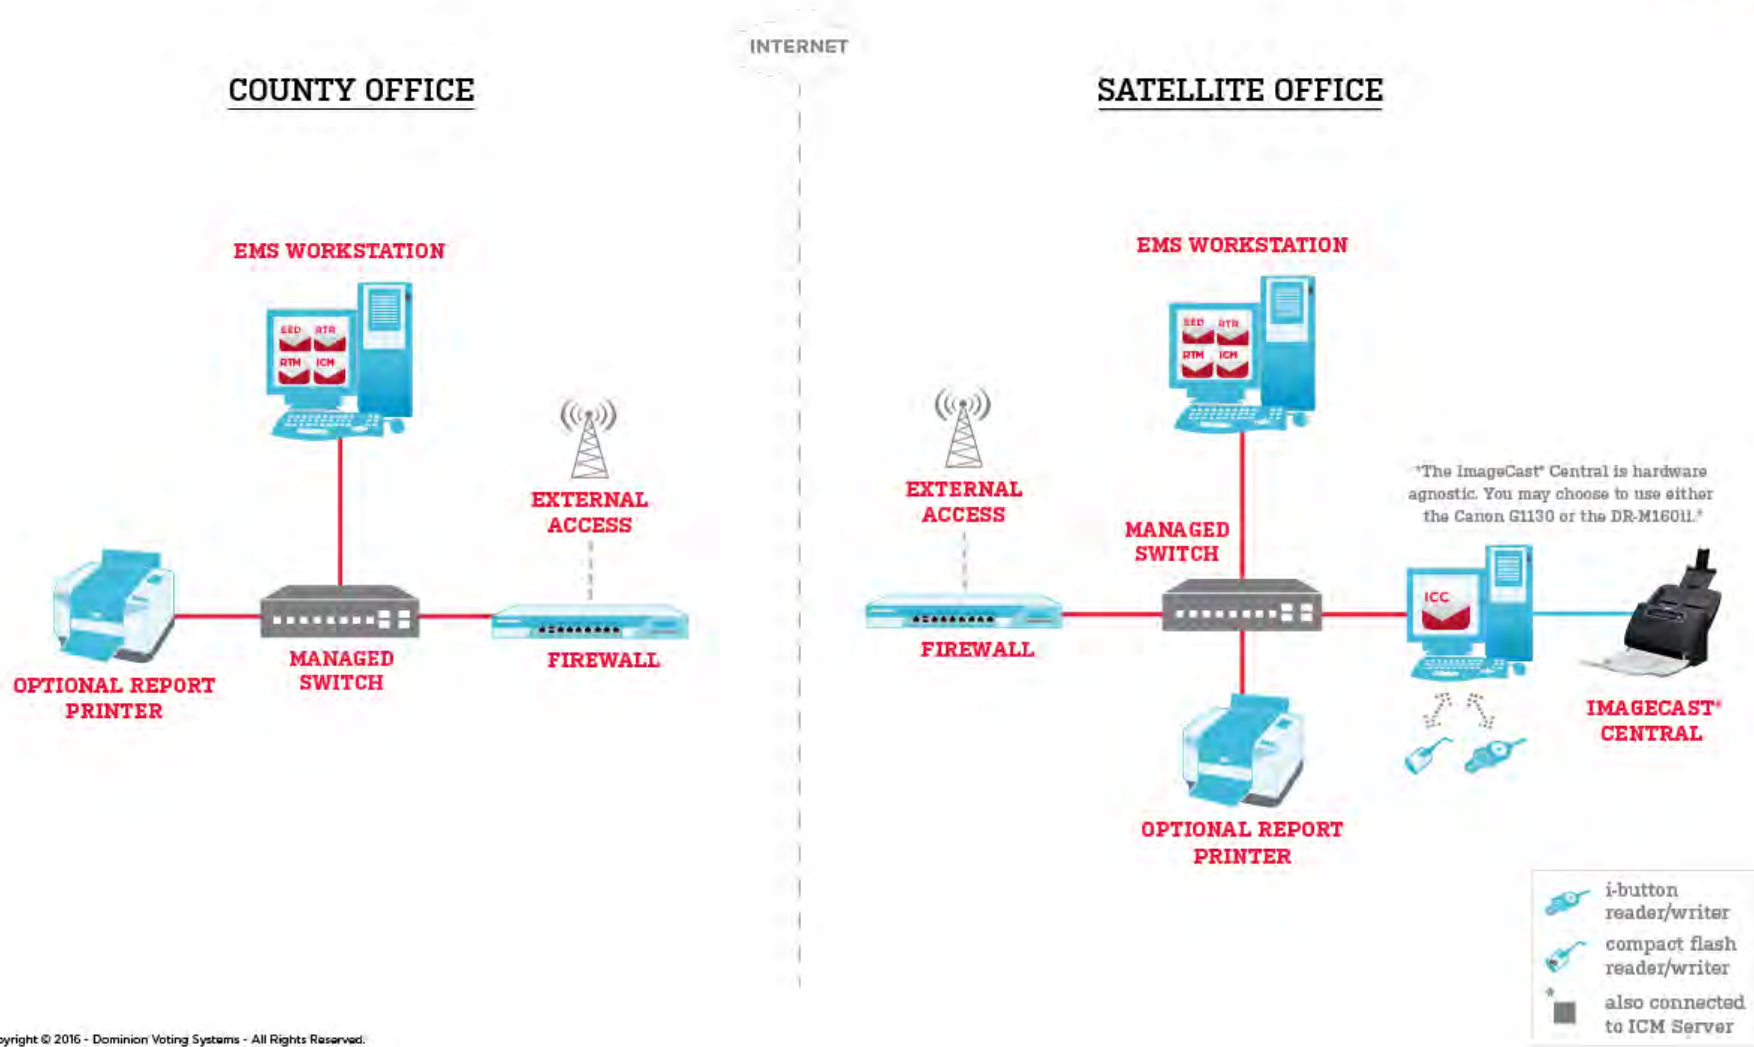 INTERNET
COUNTY OFFICE
EMS WORKSTATION
EED RTR
RTM ICM
EXTERNAL
ACCESS
MANAGED
SWITCH
FIREWALL
OPTIONAL REPORT
PRINTER
SATELLITE OFFICE
EMS WORKSTATION
EED RTR
RTM ICM
EXTERNAL
ACCESS
MANAGED
SWITCH
FIREWALL
*The ImageCast® Central is hardware
agnostic. You may choose to use either
the Canon G1130 or the DR-M160II.*
ICC
IMAGECAST®
CENTRAL
OPTIONAL REPORT
PRINTER
i-button
reader/writer
compact flash
reader/writer
*
also connected
to ICM Server
opyright © 2016 - Dominion Voting Systems - All Rights Reserved.